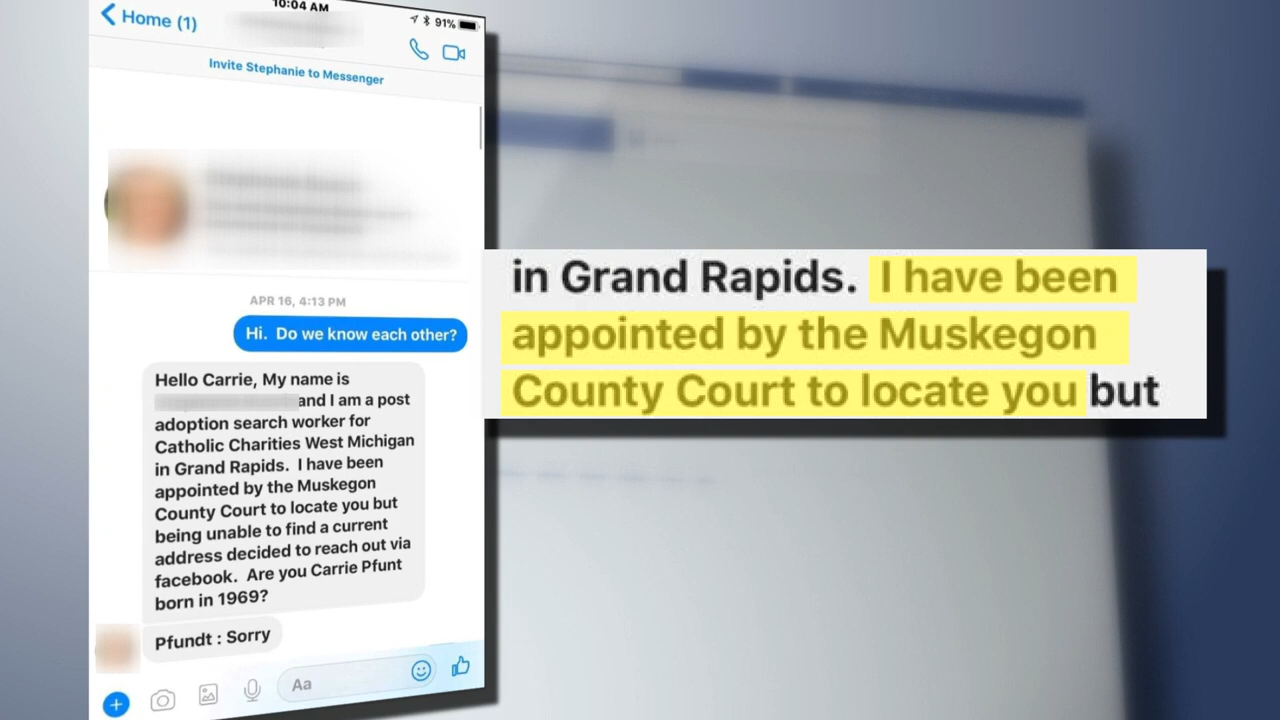 10:04 AM
Home (1)
91%
Invite Stephanie to Messenger
APR 16, 4:13 PM
Hi. Do we know each other?
Hello Carrie, My name is
and I am a post
adoption search worker for
Catholic Charities West Michigan
in Grand Rapids. I have been
appointed by the Muskegon
County Court to locate you but
being unable to find a current
address decided to reach out via
facebook. Are you Carrie Pfunt
born in 1969?
Pfundt : Sorry
Aa
in Grand Rapids. I have been
appointed by the Muskegon
County Court to locate you but